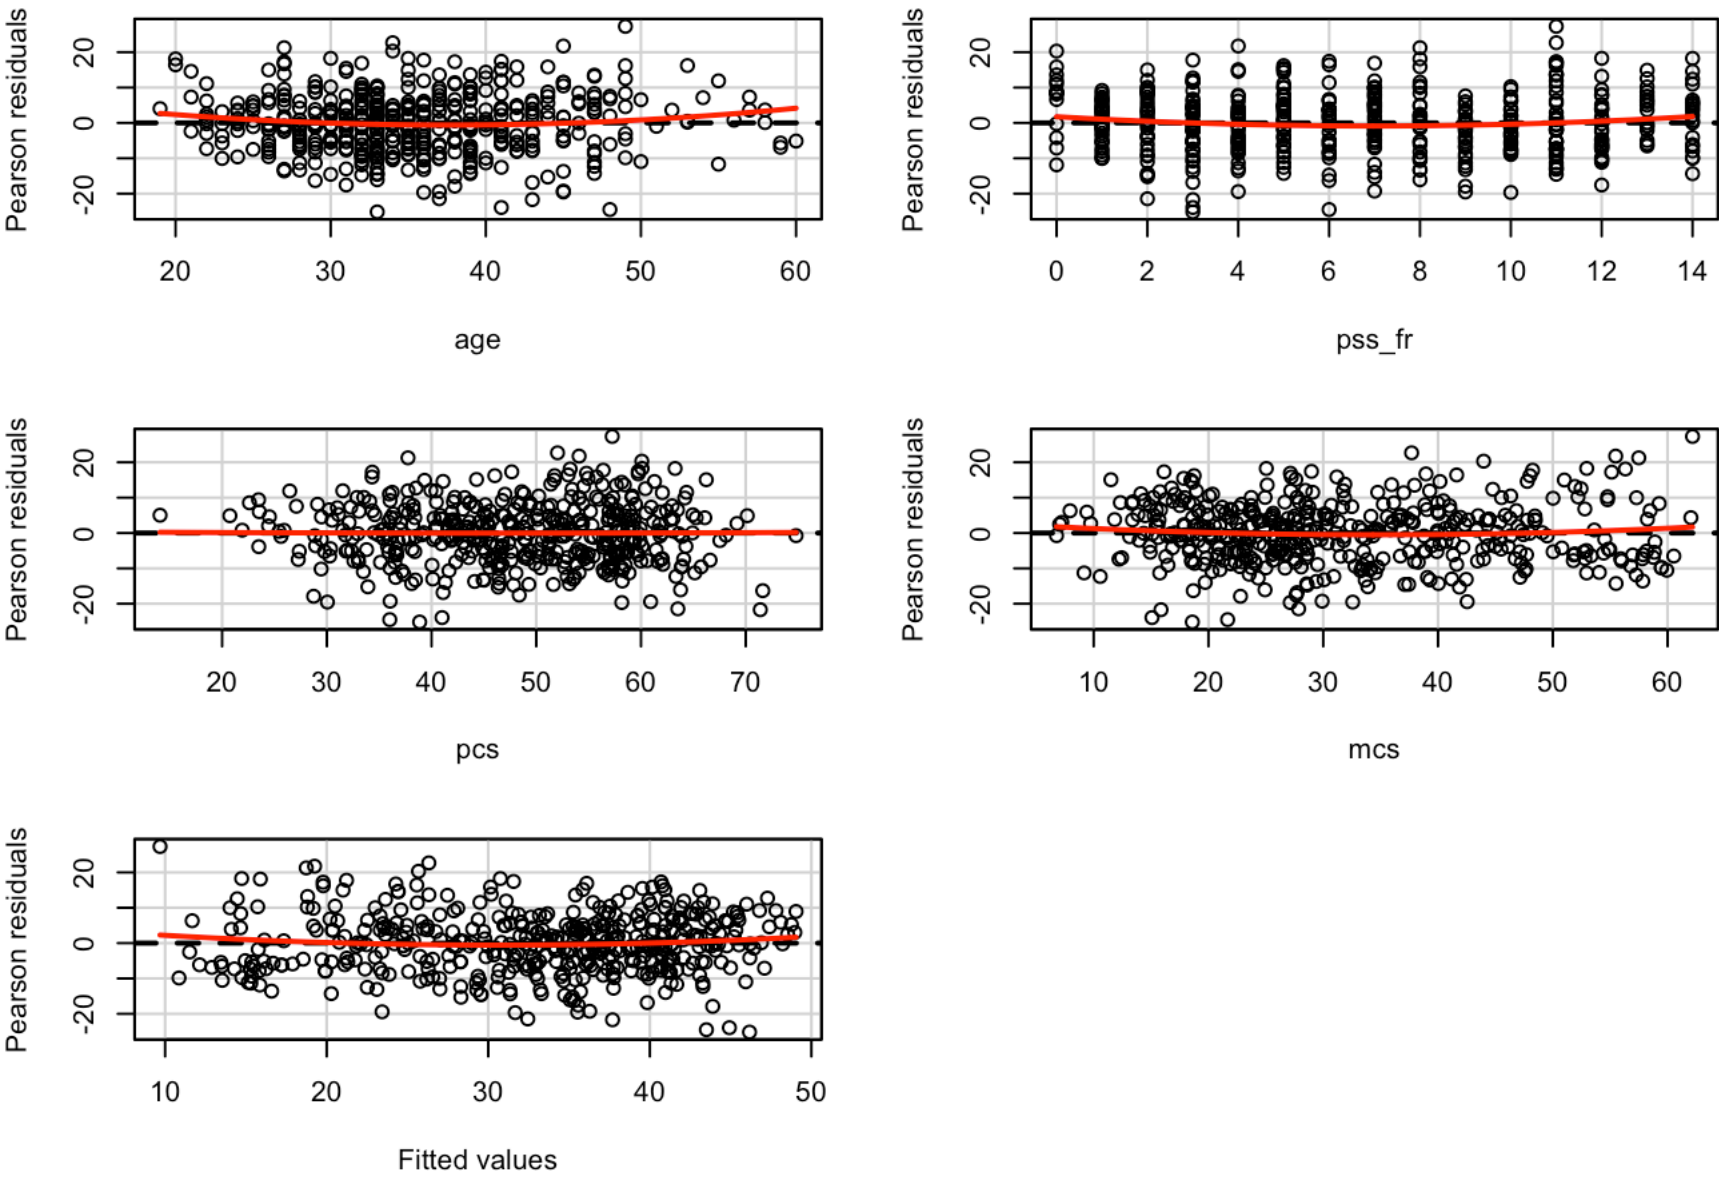 Pearson residuals
20
0
-20
20 30 40 50 60
age
Pearson residuals
20
0
-20
0 2 4 6 8 10 12 14
pss_fr
Pearson residuals
20
0
-20
20 30 40 50 60 70
pcs
Pearson residuals
20
0
-20
10 20 30 40 50 60
mcs
Pearson residuals
20
0
-20
10 20 30 40 50
Fitted values